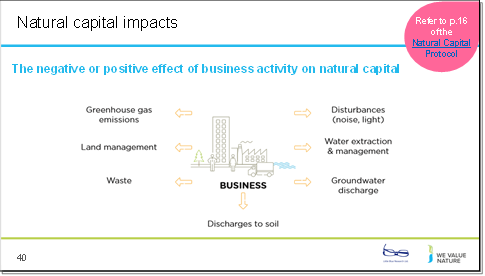 Natural capital impacts
Refer to p.16
of the
Natural Capital
Protocol
The negative or positive effect of business activity on natural capital
Greenhouse gas
emissions
Land management
Waste
Disturbances
(noise, light)
Water extraction
& management
Groundwater
discharge
BUSINESS
Discharges to soil
40
WE VALUE
NATURE